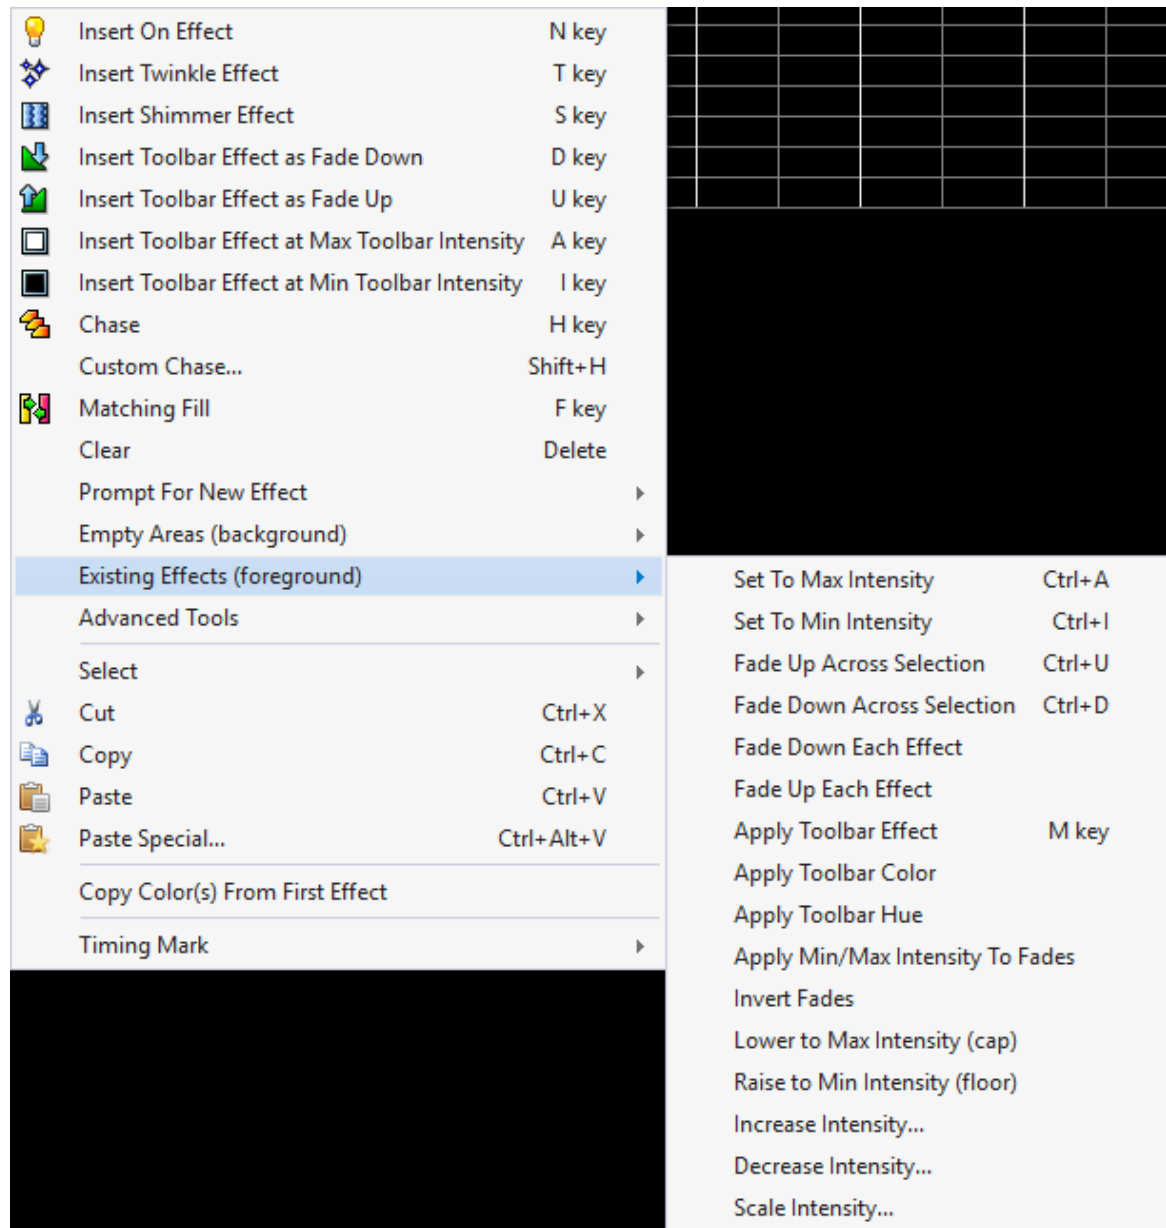 Insert On Effect N key
Insert Twinkle Effect T key
Insert Shimmer Effect S key
Insert Toolbar Effect as Fade Down D key
Insert Toolbar Effect as Fade Up U key
Insert Toolbar Effect at Max Toolbar Intensity A key
Insert Toolbar Effect at Min Toolbar Intensity I key
Chase H key
Custom Chase... Shift+H
Matching Fill F key
Clear Delete
Prompt For New Effect
Empty Areas (background)
Existing Effects (foreground)
Advanced Tools
Select
Cut Ctrl+X
Copy Ctrl+C
Paste Ctrl+V
Paste Special... Ctrl+Alt+V
Copy Color(s) From First Effect
Timing Mark
Set To Max Intensity Ctrl+A
Set To Min Intensity Ctrl+I
Fade Up Across Selection Ctrl+U
Fade Down Across Selection Ctrl+D
Fade Down Each Effect
Fade Up Each Effect
Apply Toolbar Effect M key
Apply Toolbar Color
Apply Toolbar Hue
Apply Min/Max Intensity To Fades
Invert Fades
Lower to Max Intensity (cap)
Raise to Min Intensity (floor)
Increase Intensity...
Decrease Intensity...
Scale Intensity...